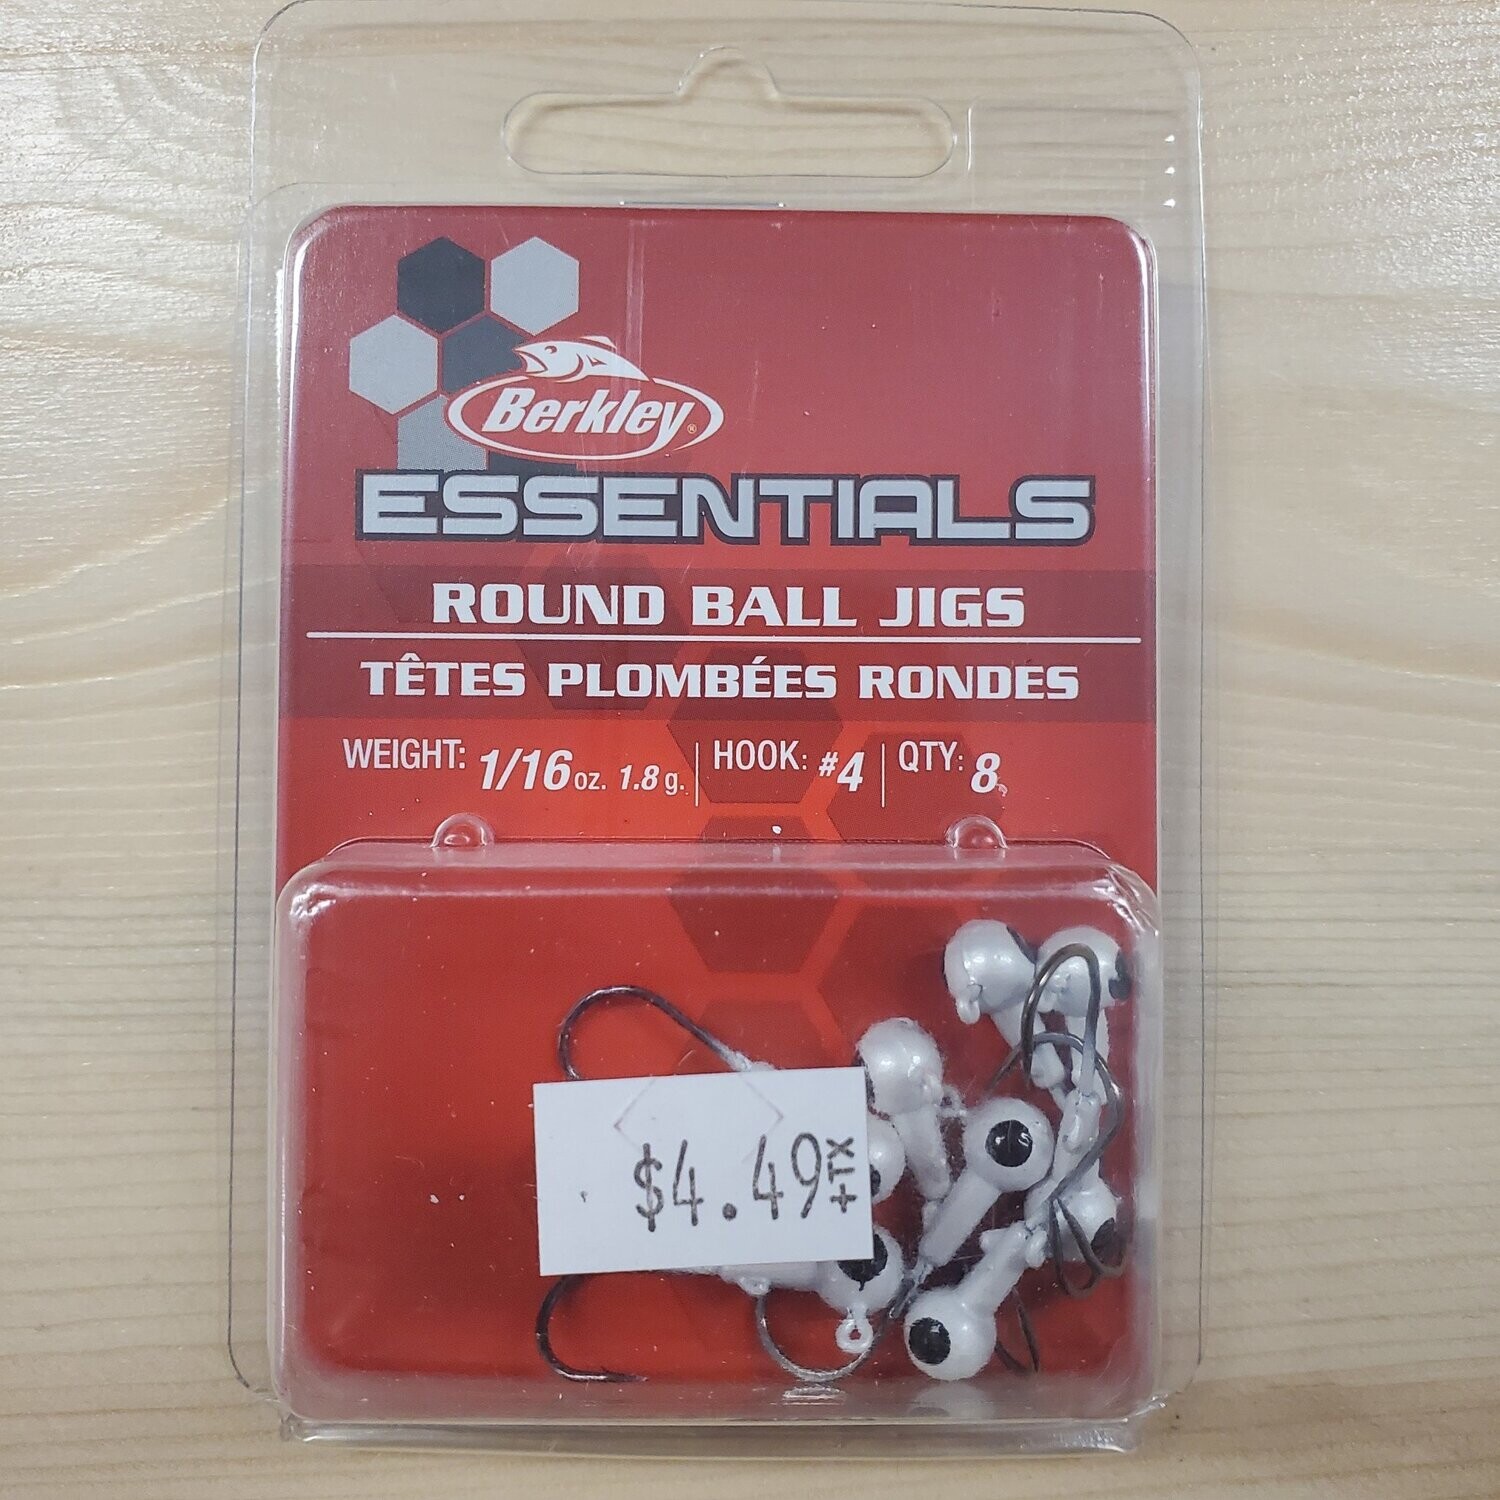 Berkley®
ESSENTIALS
ROUND BALL JIGS
TÊTES PLOMBÉES RONDES
WEIGHT: 1/16 oz. 1.8 g. HOOK: #4 QTY: 8
$4.49 +TX